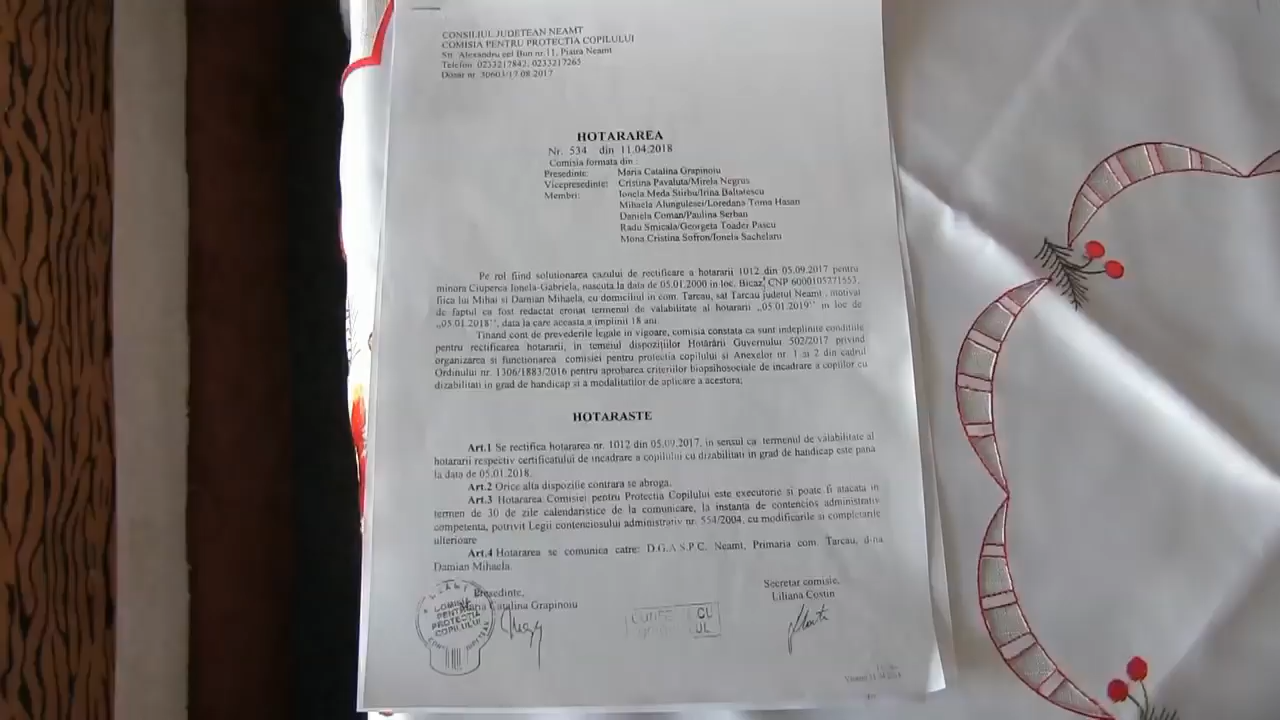 CONSILIUL JUDETEAN NEAMT
COMISIA PENTRU PROTECTIA COPILULUI
Str. Alexandru cel Bun nr.11, Piatra Neamt
Telefon: 0233217842, 0233217265
Dosar nr. 30603/17.08.2017
HOTARAREA
Nr. 534 din 11.04.2018
Comisia formata din :
Presedinte: Maria Catalina Grapinoiu
Vicepresedinte: Cristina Pavaluta/Mirela Negrus
Membri: Ionela Meda Stirbu/Irina Baltatescu
Mihaela Alungulesei/Loredana Toma Hasan
Daniela Coman/Paulina Serban
Radu Smicala/Georgeta Toader Pascu
Mona Cristina Sofron/Ionela Sachelaru
Pe rol fiind solutionarea cazului de rectificare a hotararii 1012 din 05.09.2017 pentru
minora Ciuperca Ionela-Gabriela, nascuta la data de 05.01.2000 in loc. Bicaz, CNP 6000105271553,
fiica lui Mihai si Damian Mihaela, cu domiciliul in com. Tarcau, sat Tarcau judetul Neamt , motivat
de faptul ca a fost redactat eronat termenul de valabilitate al hotararii „05.01.2019’’ in loc de
„05.01.2018’’, data la care aceasta a implinit 18 ani.
Tinand cont de prevederile legale in vigoare, comisia constata ca sunt indeplinite conditiile
pentru rectificarea hotararii, in temeiul dispozițiilor Hotărârii Guvernului 502/2017 privind
organizarea si functionarea comisiei pentru protectia copilului si Anexelor nr. 1 si 2 din cadrul
Ordinului nr. 1306/1883/2016 pentru aprobarea criteriilor biopsihosociale de incadrare a copiilor cu
dizabilitati in grad de handicap si a modalitatilor de aplicare a acestora;
HOTARASTE
Art.1 Se rectifica hotararea nr. 1012 din 05.09.2017, in sensul ca termenul de valabilitate al
hotararii respectiv certificatului de incadrare a copilului cu dizabilitati in grad de handicap este pana
la data de 05.01.2018.
Art.2 Orice alta dispozitie contrara se abroga.
Art.3 Hotararea Comisiei pentru Protectia Copilului este executorie si poate fi atacata in
termen de 30 de zile calendaristice de la comunicare, la instanta de contencios administrativ
competenta, potrivit Legii contenciosului administrativ nr. 554/2004, cu modificarile si completarile
ulterioare
Art.4 Hotararea se comunica catre: D.G.A.S.P.C. Neamt, Primaria com. Tarcau, d-na
Damian Mihaela.
Presedinte, Secretar comisie,
Maria Catalina Grapinoiu Liliana Costin
COMISIA
PENTRU
PROTECTIA
COPILULUI
CU